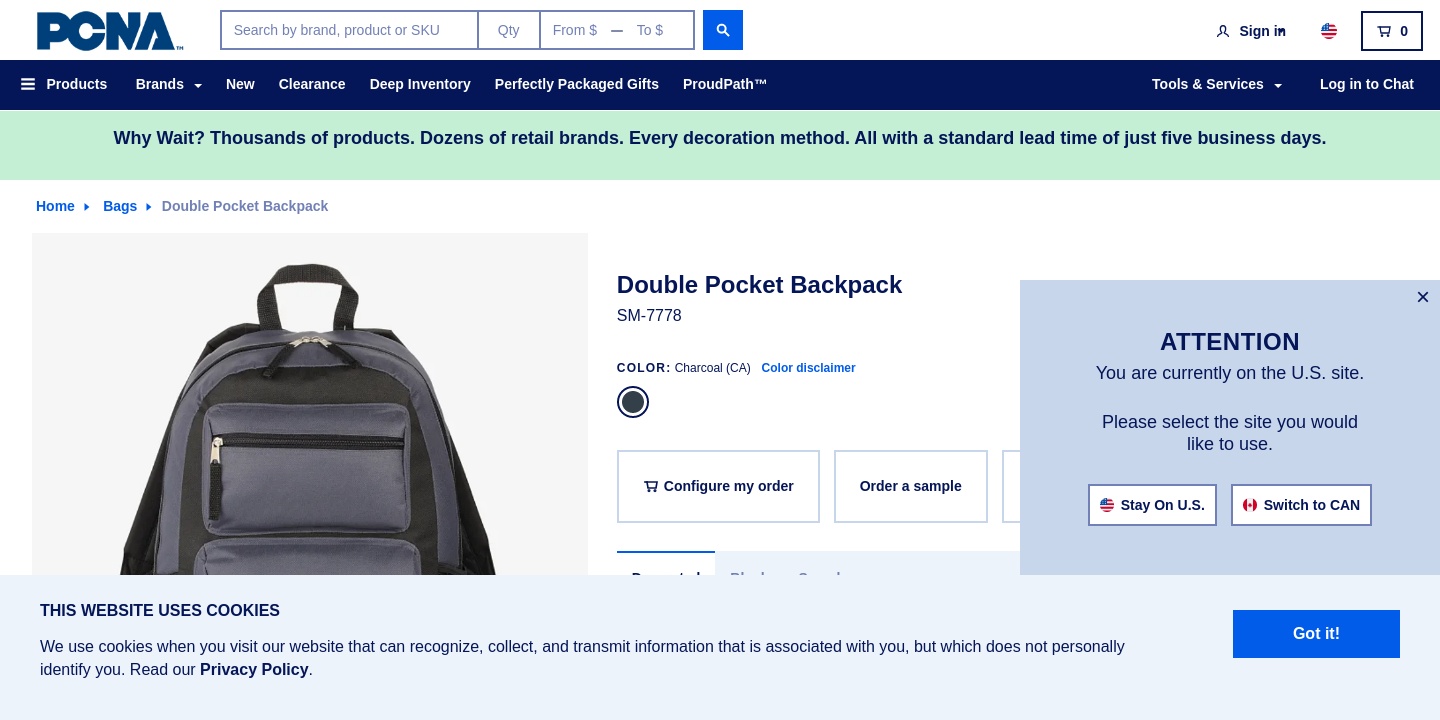 PCNA™
Search by brand, product or SKU
Qty
From $ — To $
Sign in
0
Products
Brands
New
Clearance
Deep Inventory
Perfectly Packaged Gifts
ProudPath™
Tools & Services
Log in to Chat
Why Wait? Thousands of products. Dozens of retail brands. Every decoration method. All with a standard lead time of just five business days.
Home
Bags
Double Pocket Backpack
Double Pocket Backpack
SM-7778
COLOR: Charcoal (CA) Color disclaimer
Configure my order
Order a sample
×
ATTENTION
You are currently on the U.S. site.
Please select the site you would
like to use.
Stay On U.S.
Switch to CAN
THIS WEBSITE USES COOKIES
We use cookies when you visit our website that can recognize, collect, and transmit information that is associated with you, but which does not personally
identify you. Read our Privacy Policy.
Got it!